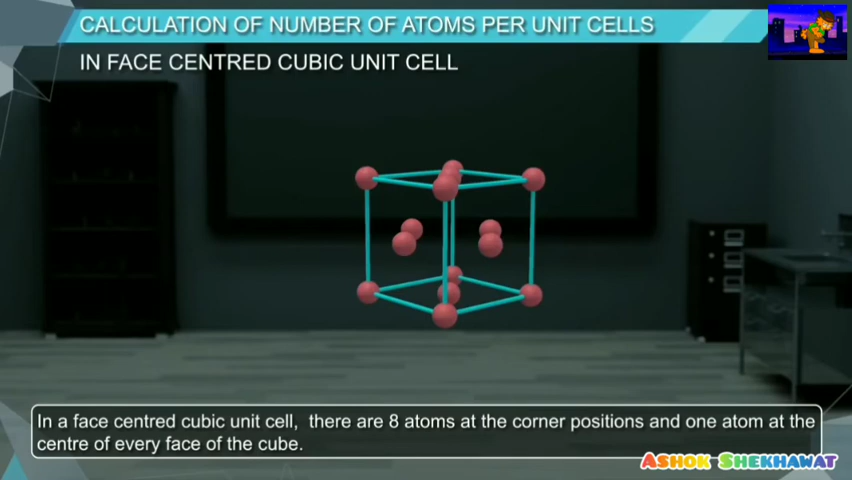 CALCULATION OF NUMBER OF ATOMS PER UNIT CELLS
IN FACE CENTRED CUBIC UNIT CELL
In a face centred cubic unit cell, there are 8 atoms at the corner positions and one atom at the
centre of every face of the cube.
ASHOK SHEKHAWAT